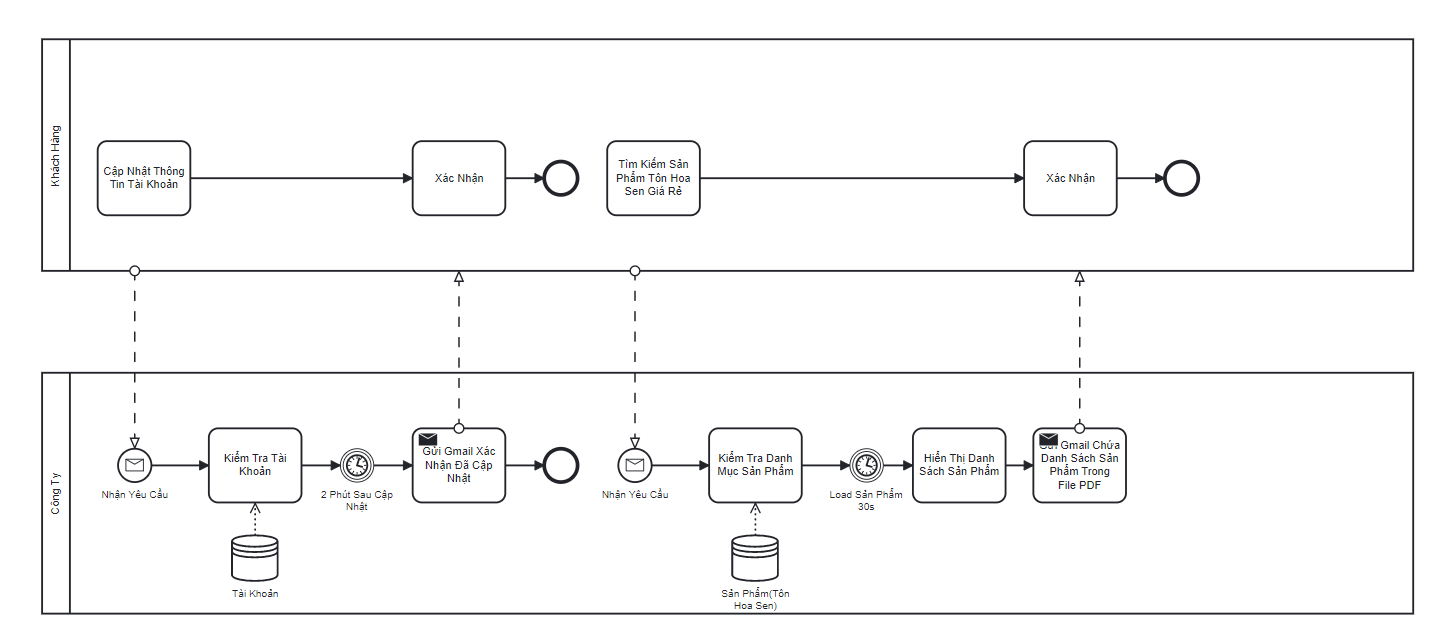 Khách Hàng
Cập Nhật Thông
Tin Tài Khoản
Xác Nhận
Tìm Kiếm Sản
Phẩm Tôn Hoa
Sen Giá Rẻ
Xác Nhận
Công Ty
Nhận Yêu Cầu
Kiểm Tra Tài
Khoản
Tài Khoản
2 Phút Sau Cập
Nhật
Gửi Gmail Xác
Nhận Đã Cập
Nhật
Nhận Yêu Cầu
Kiểm Tra Danh
Mục Sản Phẩm
Sản Phẩm(Tôn
Hoa Sen)
Load Sản Phẩm
30s
Hiển Thị Danh
Sách Sản Phẩm
Gửi Gmail Chứa
Danh Sách Sản
Phẩm Trong
File PDF